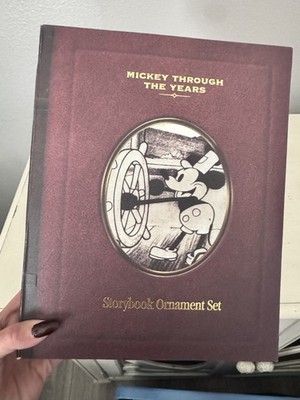 MICKEY THROUGH
THE YEARS
Storybook Ornament Set